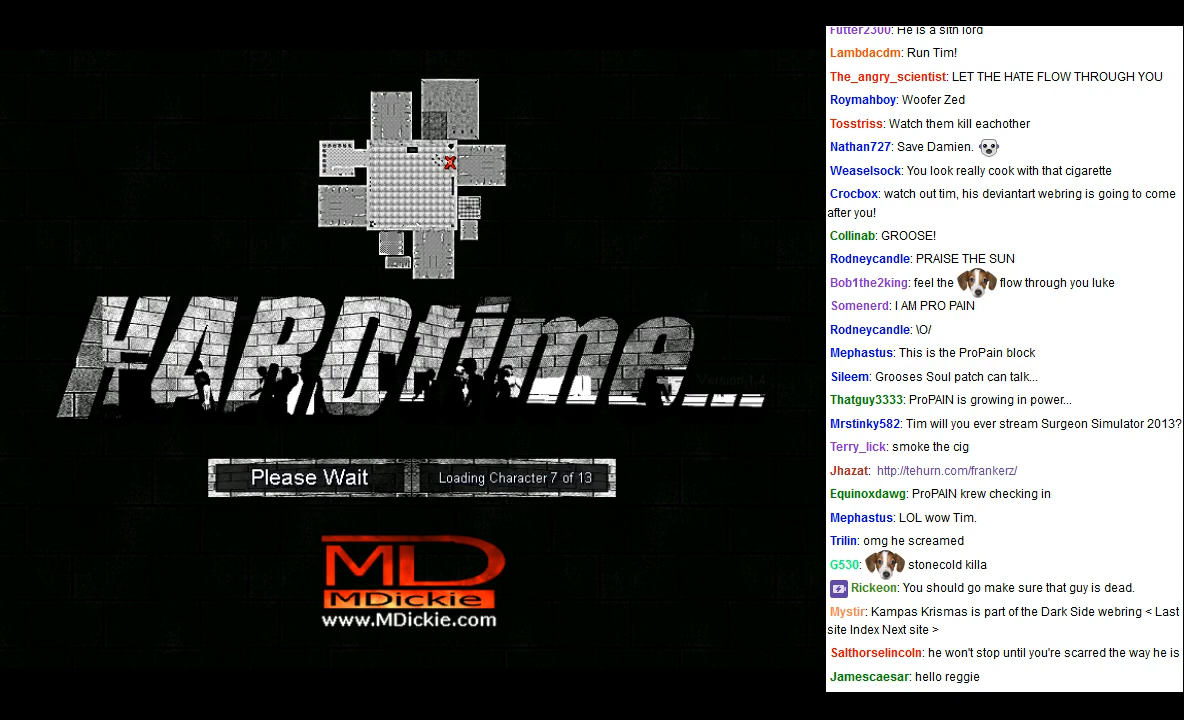 HARDtime...
Version 1.4
Please Wait
Loading Character 7 of 13
MD
MDickie
www.MDickie.com
Futter2300: He is a sith lord
Lambdacdm: Run Tim!
The_angry_scientist: LET THE HATE FLOW THROUGH YOU
Roymahboy: Woofer Zed
Tosstriss: Watch them kill eachother
Nathan727: Save Damien.
Weaselsock: You look really cook with that cigarette
Crocbox: watch out tim, his deviantart webring is going to come
after you!
Collinab: GROOSE!
Rodneycandle: PRAISE THE SUN
Bob1the2king: feel the flow through you luke
Somenerd: I AM PRO PAIN
Rodneycandle: \O/
Mephastus: This is the ProPain block
Sileem: Grooses Soul patch can talk...
Thatguy3333: ProPAIN is growing in power...
Mrstinky582: Tim will you ever stream Surgeon Simulator 2013?
Terry_lick: smoke the cig
Jhazat: http://tehurn.com/frankerz/
Equinoxdawg: ProPAIN krew checking in
Mephastus: LOL wow Tim.
Trilin: omg he screamed
G530: stonecold killa
Rickeon: You should go make sure that guy is dead.
Mystir: Kampas Krismas is part of the Dark Side webring < Last
site Index Next site >
Salthorselincoln: he won't stop until you're scarred the way he is
Jamescaesar: hello reggie